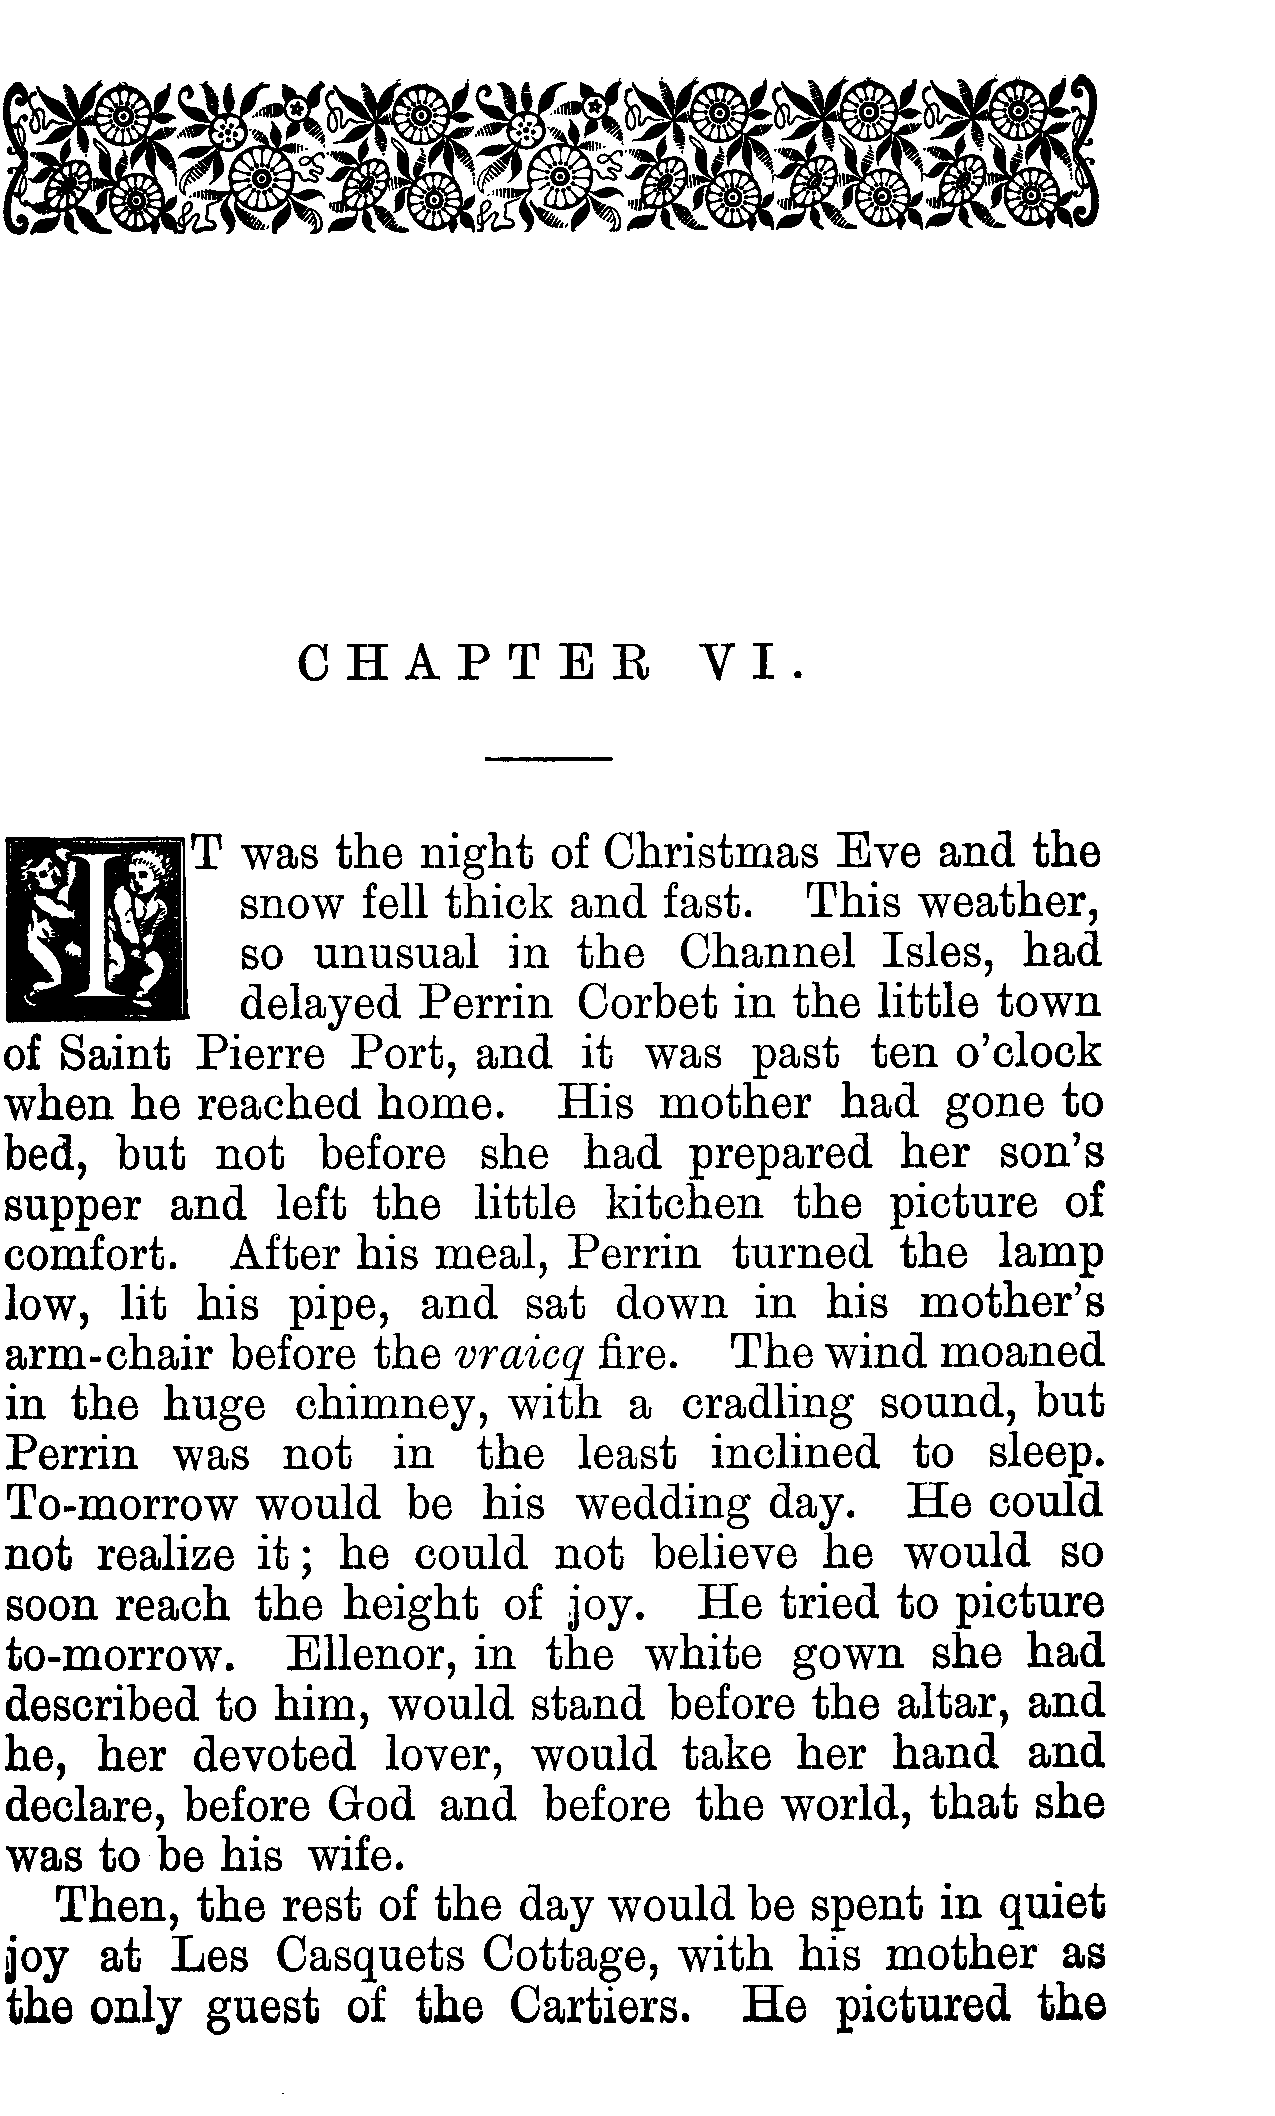 CHAPTER VI.
IT was the night of Christmas Eve and the
snow fell thick and fast. This weather,
so unusual in the Channel Isles, had
delayed Perrin Corbet in the little town
of Saint Pierre Port, and it was past ten o'clock
when he reached home. His mother had gone to
bed, but not before she had prepared her son's
supper and left the little kitchen the picture of
comfort. After his meal, Perrin turned the lamp
low, lit his pipe, and sat down in his mother's
arm-chair before the vraicq fire. The wind moaned
in the huge chimney, with a cradling sound, but
Perrin was not in the least inclined to sleep.
To-morrow would be his wedding day. He could
not realize it; he could not believe he would so
soon reach the height of joy. He tried to picture
to-morrow. Ellenor, in the white gown she had
described to him, would stand before the altar, and
he, her devoted lover, would take her hand and
declare, before God and before the world, that she
was to be his wife.
Then, the rest of the day would be spent in quiet
joy at Les Casquets Cottage, with his mother as
the only guest of the Cartiers. He pictured the